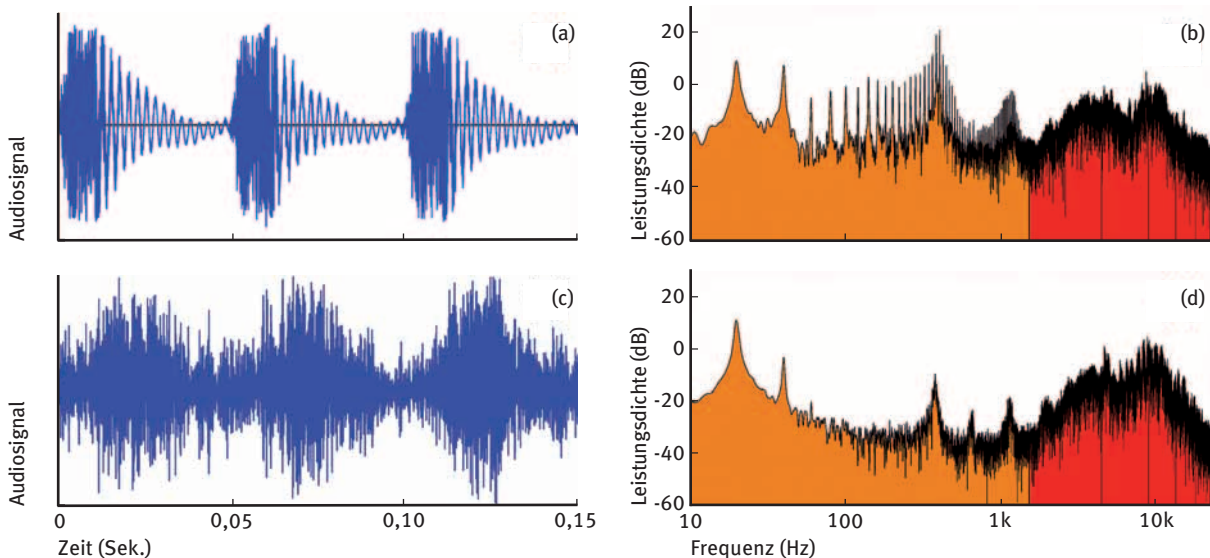 Audiosignal
(a)
Leistungsdichte (dB)
20
0
-20
-40
-60
(b)
Audiosignal
(c)
0
0,05
0,10
0,15
Zeit (Sek.)
Leistungsdichte (dB)
20
0
-20
-40
-60
(d)
10
100
1k
10k
Frequenz (Hz)